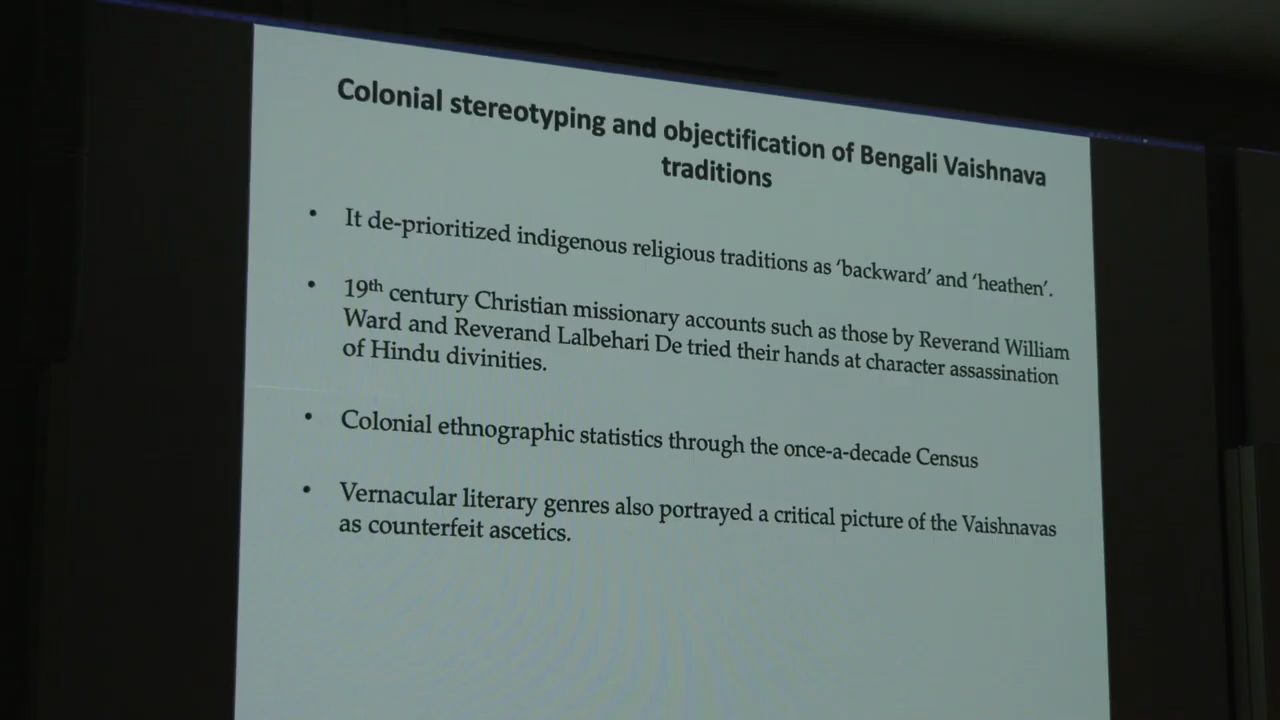 Colonial stereotyping and objectification of Bengali Vaishnava
traditions
• It de-prioritized indigenous religious traditions as ‘backward’ and ‘heathen’.
• 19th century Christian missionary accounts such as those by Reverand William
Ward and Reverand Lalbehari De tried their hands at character assassination
of Hindu divinities.
• Colonial ethnographic statistics through the once-a-decade Census
• Vernacular literary genres also portrayed a critical picture of the Vaishnavas
as counterfeit ascetics.